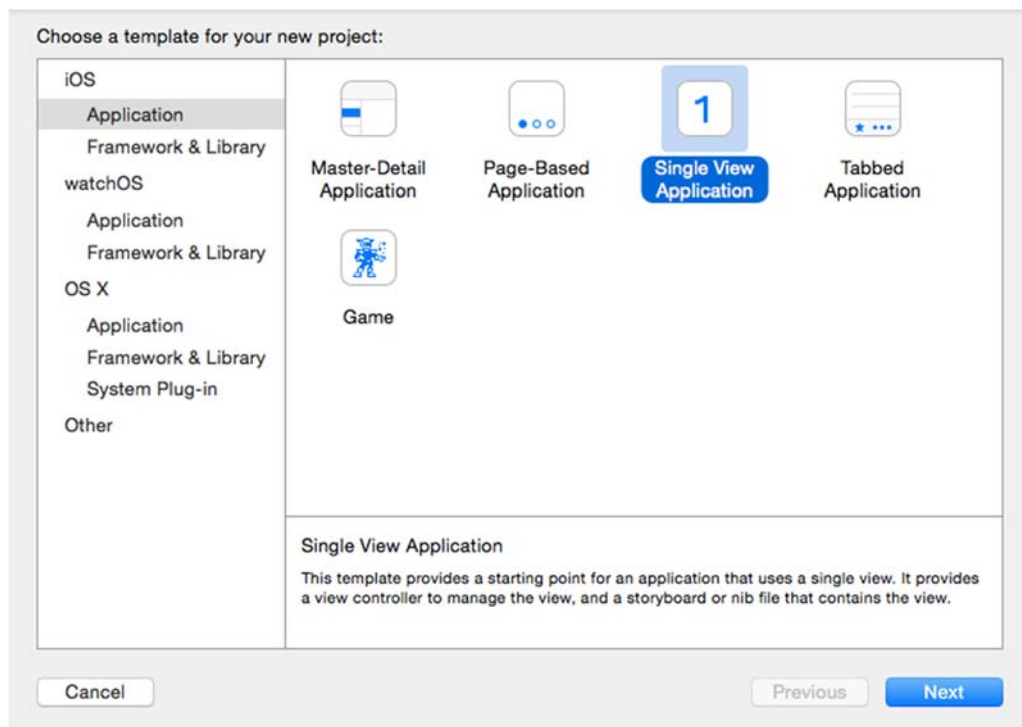 Choose a template for your new project:
iOS
Application
Framework & Library
watchOS
Application
Framework & Library
OS X
Application
Framework & Library
System Plug-in
Other
Master-Detail
Application
Page-Based
Application
1
Single View
Application
Tabbed
Application
Game
Single View Application
This template provides a starting point for an application that uses a single view. It provides
a view controller to manage the view, and a storyboard or nib file that contains the view.
Cancel
Previous
Next